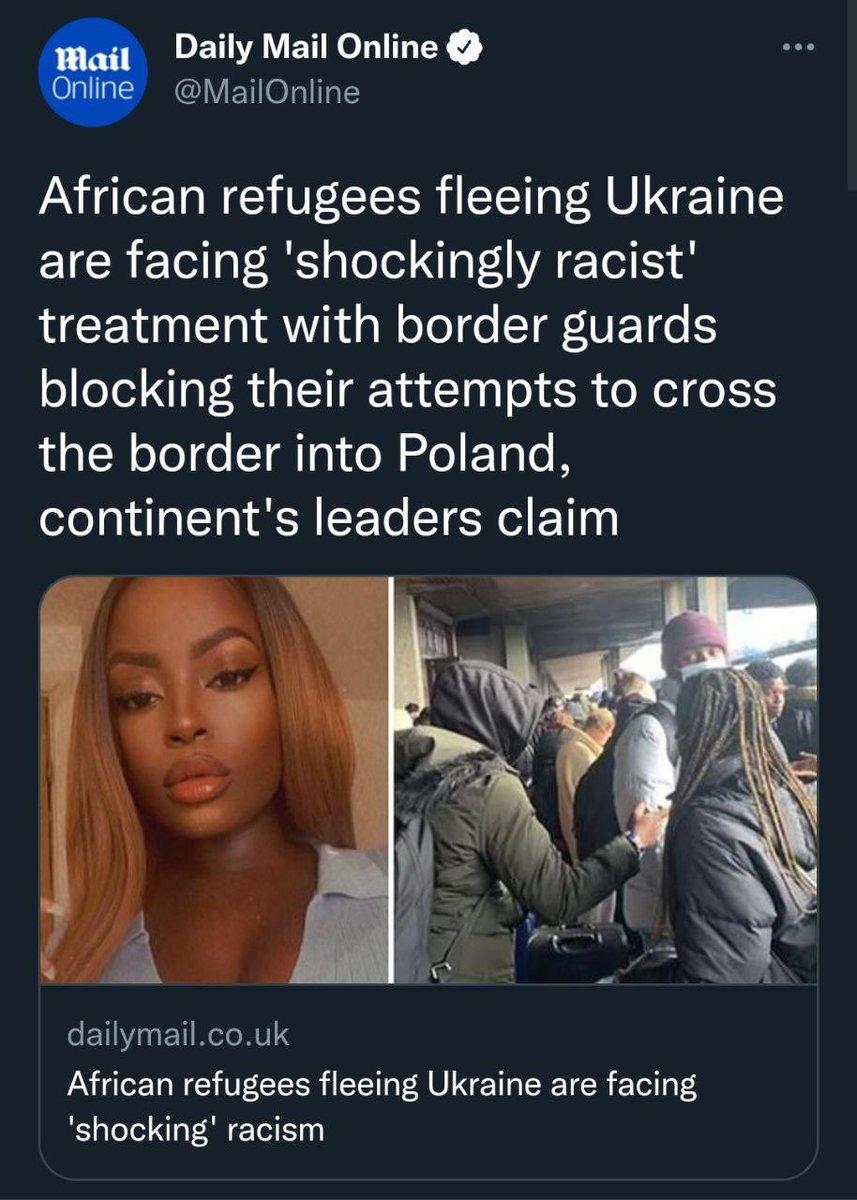 Mail
Online
Daily Mail Online
@MailOnline
African refugees fleeing Ukraine
are facing 'shockingly racist'
treatment with border guards
blocking their attempts to cross
the border into Poland,
continent's leaders claim
dailymail.co.uk
African refugees fleeing Ukraine are facing
'shocking' racism